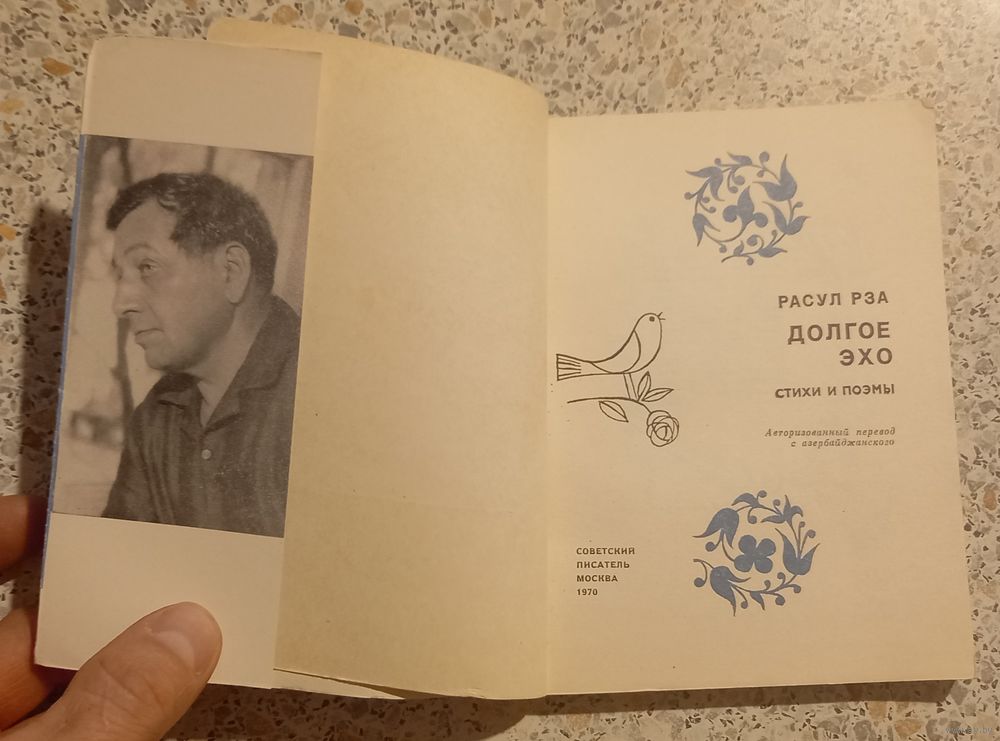 РАСУЛ РЗА
ДОЛГОЕ
ЭХО
СТИХИ И ПОЭМЫ
Авторизованный перевод
с азербайджанского
СОВЕТСКИЙ
ПИСАТЕЛЬ
МОСКВА
1970